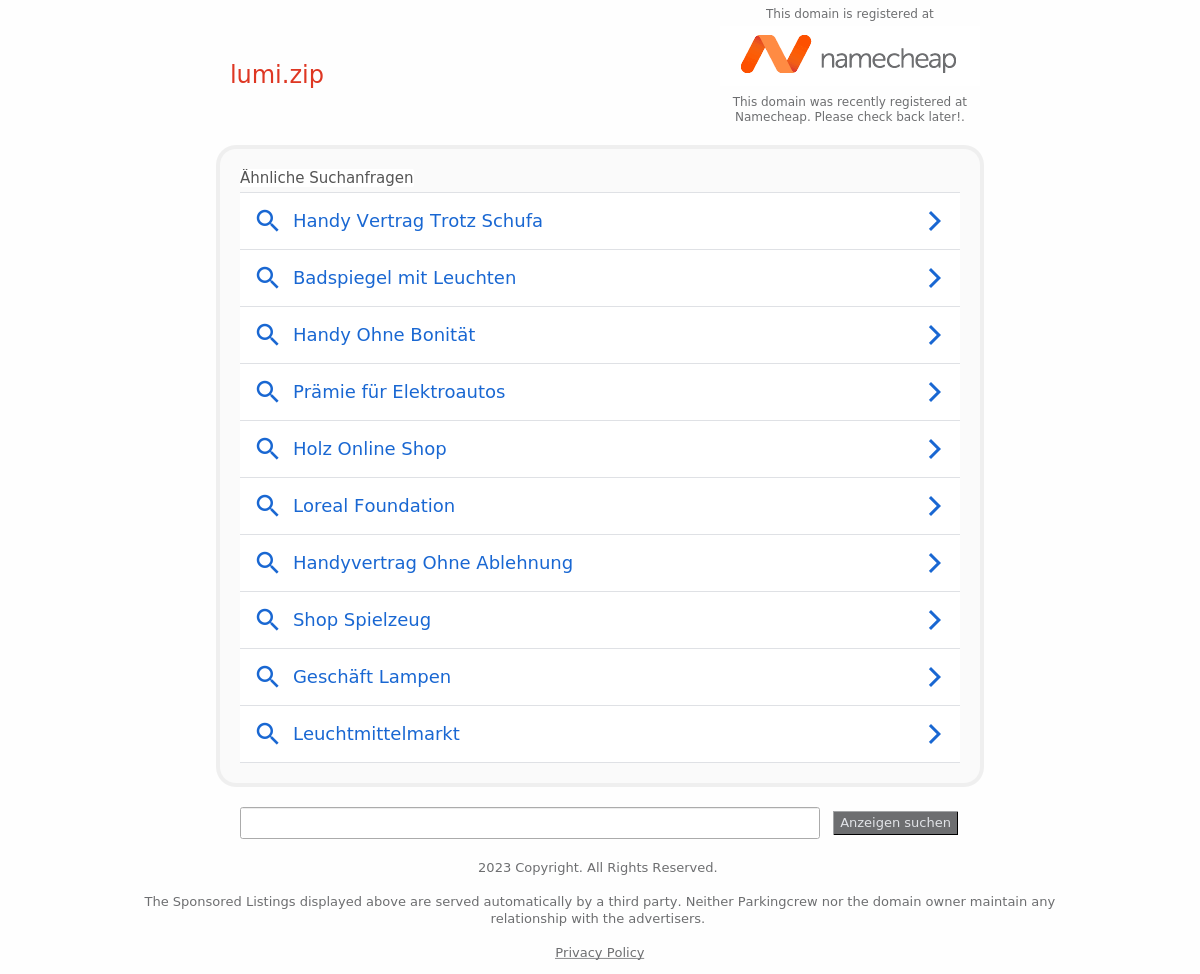 This domain is registered at
namecheap
lumi.zip
This domain was recently registered at
Namecheap. Please check back later!.
Ähnliche Suchanfragen
Handy Vertrag Trotz Schufa
Badspiegel mit Leuchten
Handy Ohne Bonität
Prämie für Elektroautos
Holz Online Shop
Loreal Foundation
Handyvertrag Ohne Ablehnung
Shop Spielzeug
Geschäft Lampen
Leuchtmittelmarkt
Anzeigen suchen
2023 Copyright. All Rights Reserved.
The Sponsored Listings displayed above are served automatically by a third party. Neither Parkingcrew nor the domain owner maintain any
relationship with the advertisers.
Privacy Policy